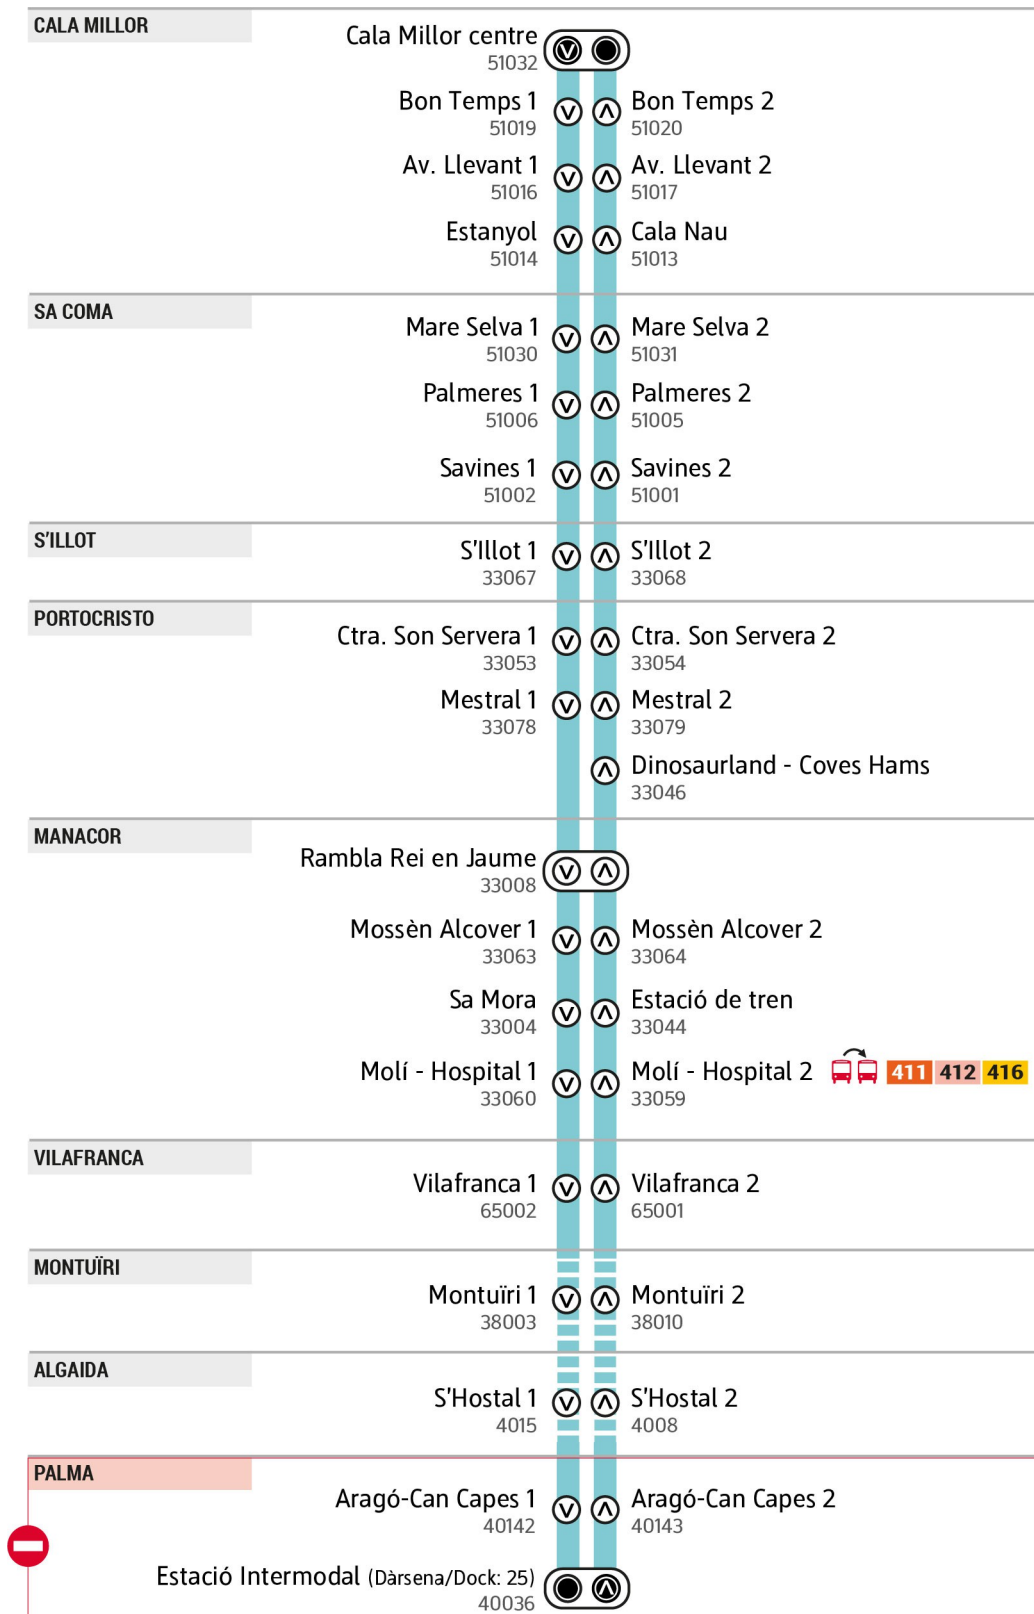 CALA MILLOR
Cala Millor centre
51032
Bon Temps 1
51019
Bon Temps 2
51020
Av. Llevant 1
51016
Av. Llevant 2
51017
Estanyol
51014
Cala Nau
51013
SA COMA
Mare Selva 1
51030
Mare Selva 2
51031
Palmeres 1
51006
Palmeres 2
51005
Savines 1
51002
Savines 2
51001
S'ILLOT
S'Illot 1
33067
S'Illot 2
33068
PORTOCRISTO
Ctra. Son Servera 1
33053
Ctra. Son Servera 2
33054
Mestral 1
33078
Mestral 2
33079
Dinosaurland - Coves Hams
33046
MANACOR
Rambla Rei en Jaume
33008
Mossèn Alcover 1
33063
Mossèn Alcover 2
33064
Sa Mora
33004
Estació de tren
33044
Molí - Hospital 1
33060
Molí - Hospital 2 411 412 416
33059
VILAFRANCA
Vilafranca 1
65002
Vilafranca 2
65001
MONTUÏRI
Montuïri 1
38003
Montuïri 2
38010
ALGAIDA
S'Hostal 1
4015
S'Hostal 2
4008
PALMA
Aragó-Can Capes 1
40142
Aragó-Can Capes 2
40143
Estació Intermodal (Dàrsena/Dock: 25)
40036